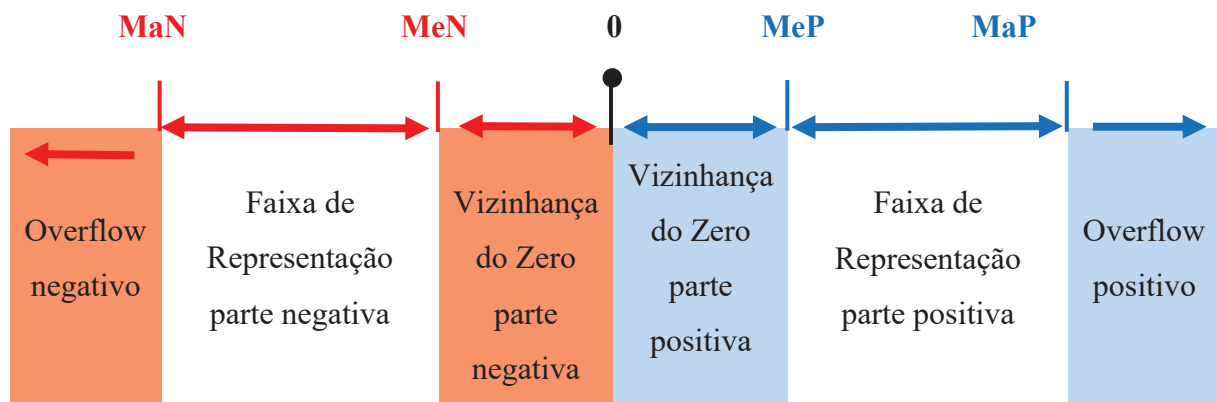 MaN MeN 0 MeP MaP
Overflow
negativo
Faixa de
Representação
parte negativa
Vizinhança
do Zero
parte
negativa
Vizinhança
do Zero
parte
positiva
Faixa de
Representação
parte positiva
Overflow
positivo